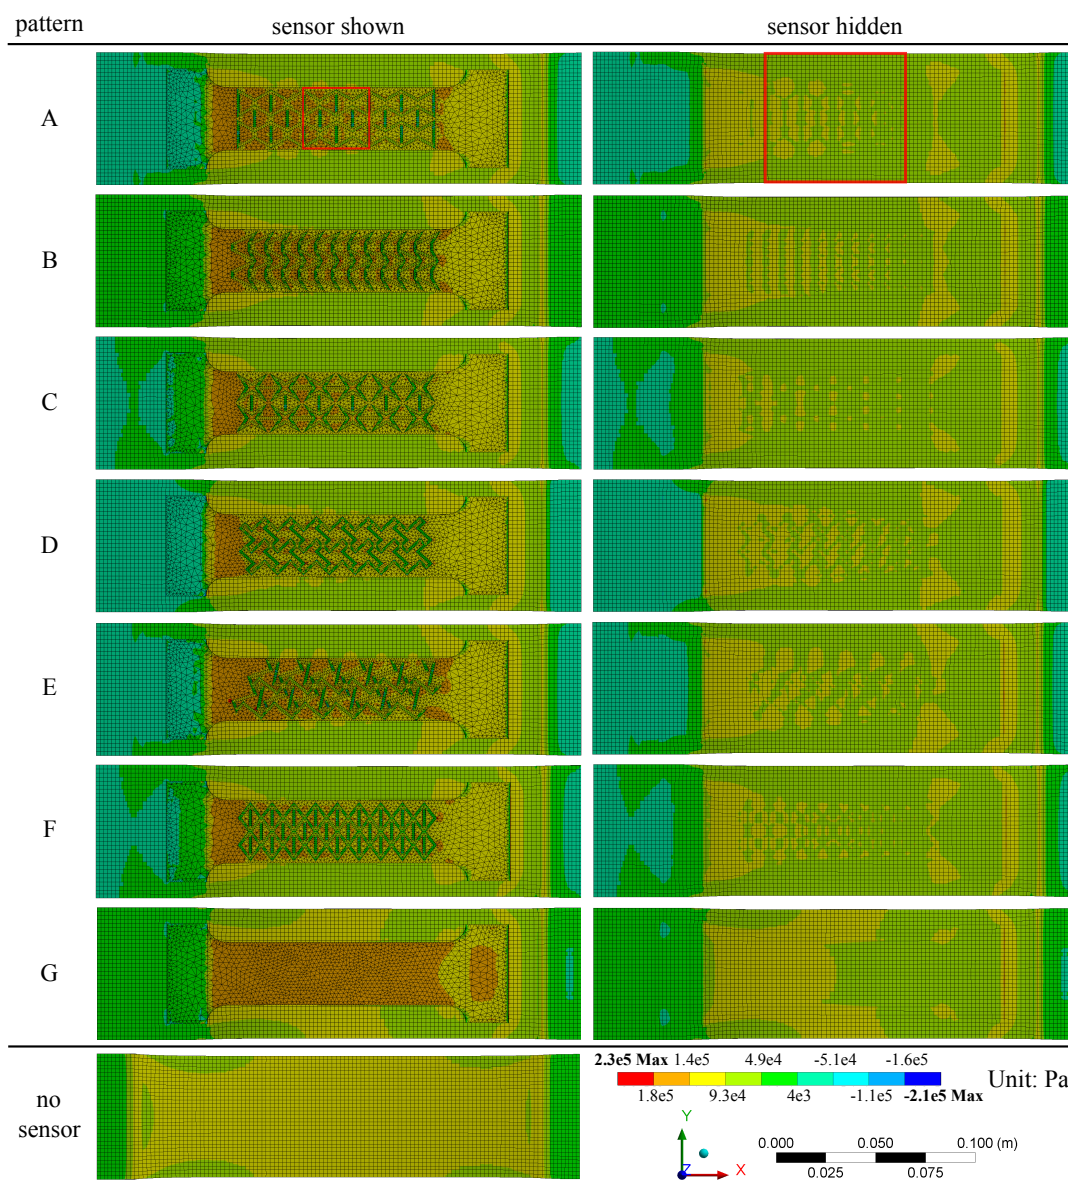 pattern sensor shown sensor hidden
A
B
C
D
E
F
G
no
sensor
2.3e5 Max 1.4e5 4.9e4 -5.1e4 -1.6e5
Unit: Pa
1.8e5 9.3e4 4e3 -1.1e5 -2.1e5 Max
Y
Z
X
0.000 0.050 0.100 (m)
0.025 0.075